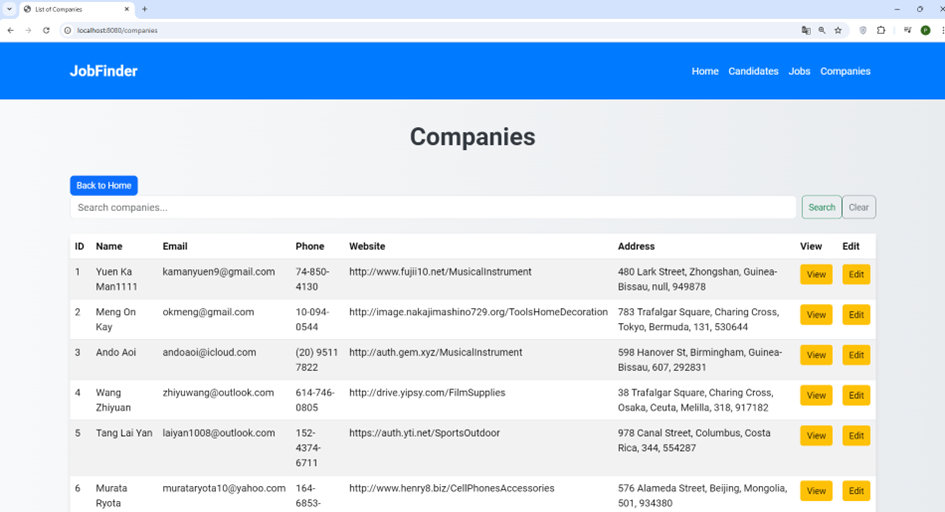 List of Companies
localhost:8080/companies
JobFinder
Home Candidates Jobs Companies
Companies
Back to Home
Search companies...
Search Clear
ID Name Email Phone Website Address View Edit
1 Yuen Ka kamanyuen9@gmail.com 74-850- http://www.fujii10.net/MusicalInstrument 480 Lark Street, Zhongshan, Guinea- View Edit
Man1111 4130 Bissau, null, 949878
2 Meng On okmeng@gmail.com 10-094- http://image.nakajimashino729.org/ToolsHomeDecoration 783 Trafalgar Square, Charing Cross, View Edit
Kay 0544 Tokyo, Bermuda, 131, 530644
3 Ando Aoi andoaoi@icloud.com (20) 9511 http://auth.gem.xyz/MusicalInstrument 598 Hanover St, Birmingham, Guinea- View Edit
7822 Bissau, 607, 292831
4 Wang zhiyuwang@outlook.com 614-746- http://drive.yipsy.com/FilmSupplies 38 Trafalgar Square, Charing Cross, View Edit
Zhiyuan 0805 Osaka, Ceuta, Melilla, 318, 917182
5 Tang Lai Yan laiyan1008@outlook.com 152- https://auth.yti.net/SportsOutdoor 978 Canal Street, Columbus, Costa View Edit
4374- Rica, 344, 554287
6711
6 Murata murataryota10@yahoo.com 164- http://www.henry8.biz/CellPhonesAccessories 576 Alameda Street, Beijing, Mongolia, View Edit
Ryota 6853- 501, 934380